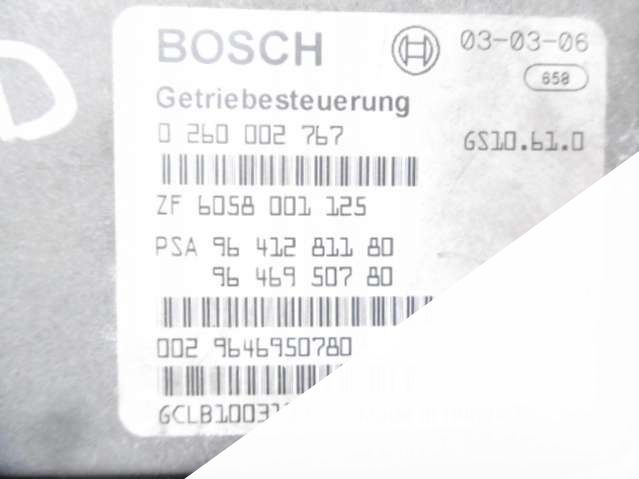 BOSCH 03-03-06
658
Getriebesteuerung
0 260 002 767 GS10.61.0
ZF 6058 001 125
PSA 96 412 811 80
96 469 507 80
002 9646950780